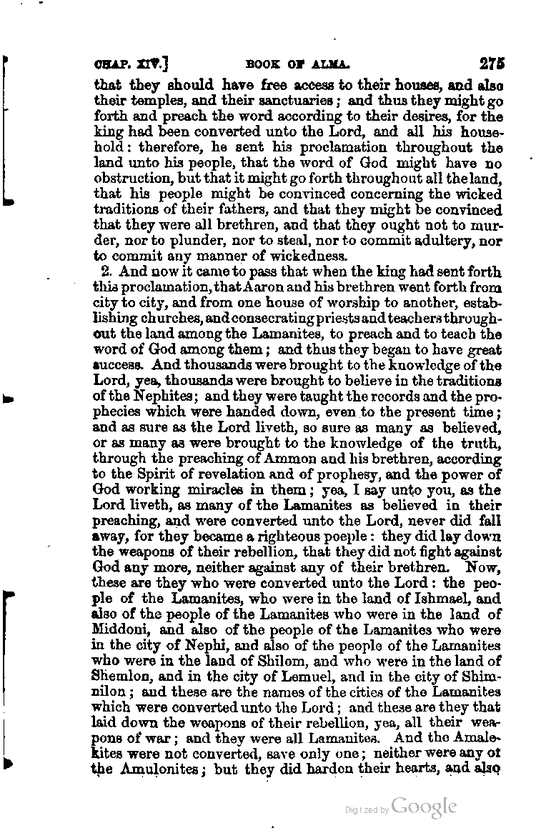 CHAP. XIV.] BOOK OF ALMA. 275
that they should have free access to their houses, and also
their temples, and their sanctuaries; and thus they might go
forth and preach the word according to their desires, for the
king had been converted unto the Lord, and all his house-
hold: therefore, he sent his proclamation throughout the
land unto his people, that the word of God might have no
obstruction, but that it might go forth throughout all the land,
that his people might be convinced concerning the wicked
traditions of their fathers, and that they might be convinced
that they were all brethren, and that they ought not to mur-
der, nor to plunder, nor to steal, nor to commit adultery, nor
to commit any manner of wickedness.
2. And now it came to pass that when the king had sent forth
this proclamation, that Aaron and his brethren went forth from
city to city, and from one house of worship to another, estab-
lishing churches, and consecrating priests and teachers through-
out the land among the Lamanites, to preach and to teach the
word of God among them; and thus they began to have great
success. And thousands were brought to the knowledge of the
Lord, yea, thousands were brought to believe in the traditions
of the Nephites; and they were taught the records and the pro-
phecies which were handed down, even to the present time;
and as sure as the Lord liveth, so sure as many as believed,
or as many as were brought to the knowledge of the truth,
through the preaching of Ammon and his brethren, according
to the Spirit of revelation and of prophesy, and the power of
God working miracles in them; yea, I say unto you, as the
Lord liveth, as many of the Lamanites as believed in their
preaching, and were converted unto the Lord, never did fall
away, for they became a righteous poeple: they did lay down
the weapons of their rebellion, that they did not fight against
God any more, neither against any of their brethren. Now,
these are they who were converted unto the Lord: the peo-
ple of the Lamanites, who were in the land of Ishmael, and
also of the people of the Lamanites who were in the land of
Middoni, and also of the people of the Lamanites who were
in the city of Nephi, and also of the people of the Lamanites
who were in the land of Shilom, and who were in the land of
Shemlon, and in the city of Lemuel, and in the city of Shim-
nilon; and these are the names of the cities of the Lamanites
which were converted unto the Lord; and these are they that
laid down the weapons of their rebellion, yea, all their wea-
pons of war; and they were all Lamanites. And the Amale-
kites were not converted, save only one; neither were any of
the Amulonites; but they did harden their hearts, and also
Digitized by Google